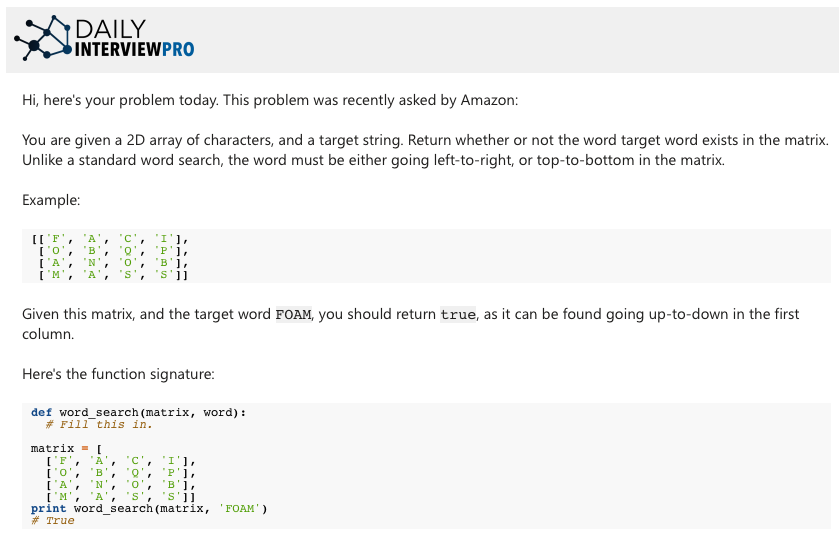 DAILY
INTERVIEWPRO
Hi, here's your problem today. This problem was recently asked by Amazon:
You are given a 2D array of characters, and a target string. Return whether or not the word target word exists in the matrix.
Unlike a standard word search, the word must be either going left-to-right, or top-to-bottom in the matrix.
Example:
[['F', 'A', 'C', 'I'],
 ['O', 'B', 'Q', 'P'],
 ['A', 'N', 'O', 'B'],
 ['M', 'A', 'S', 'S']]
Given this matrix, and the target word FOAM, you should return true, as it can be found going up-to-down in the first
column.
Here's the function signature:
def word_search(matrix, word):
  # Fill this in.
matrix = [
  ['F', 'A', 'C', 'I'],
  ['O', 'B', 'Q', 'P'],
  ['A', 'N', 'O', 'B'],
  ['M', 'A', 'S', 'S']]
print word_search(matrix, 'FOAM')
# True